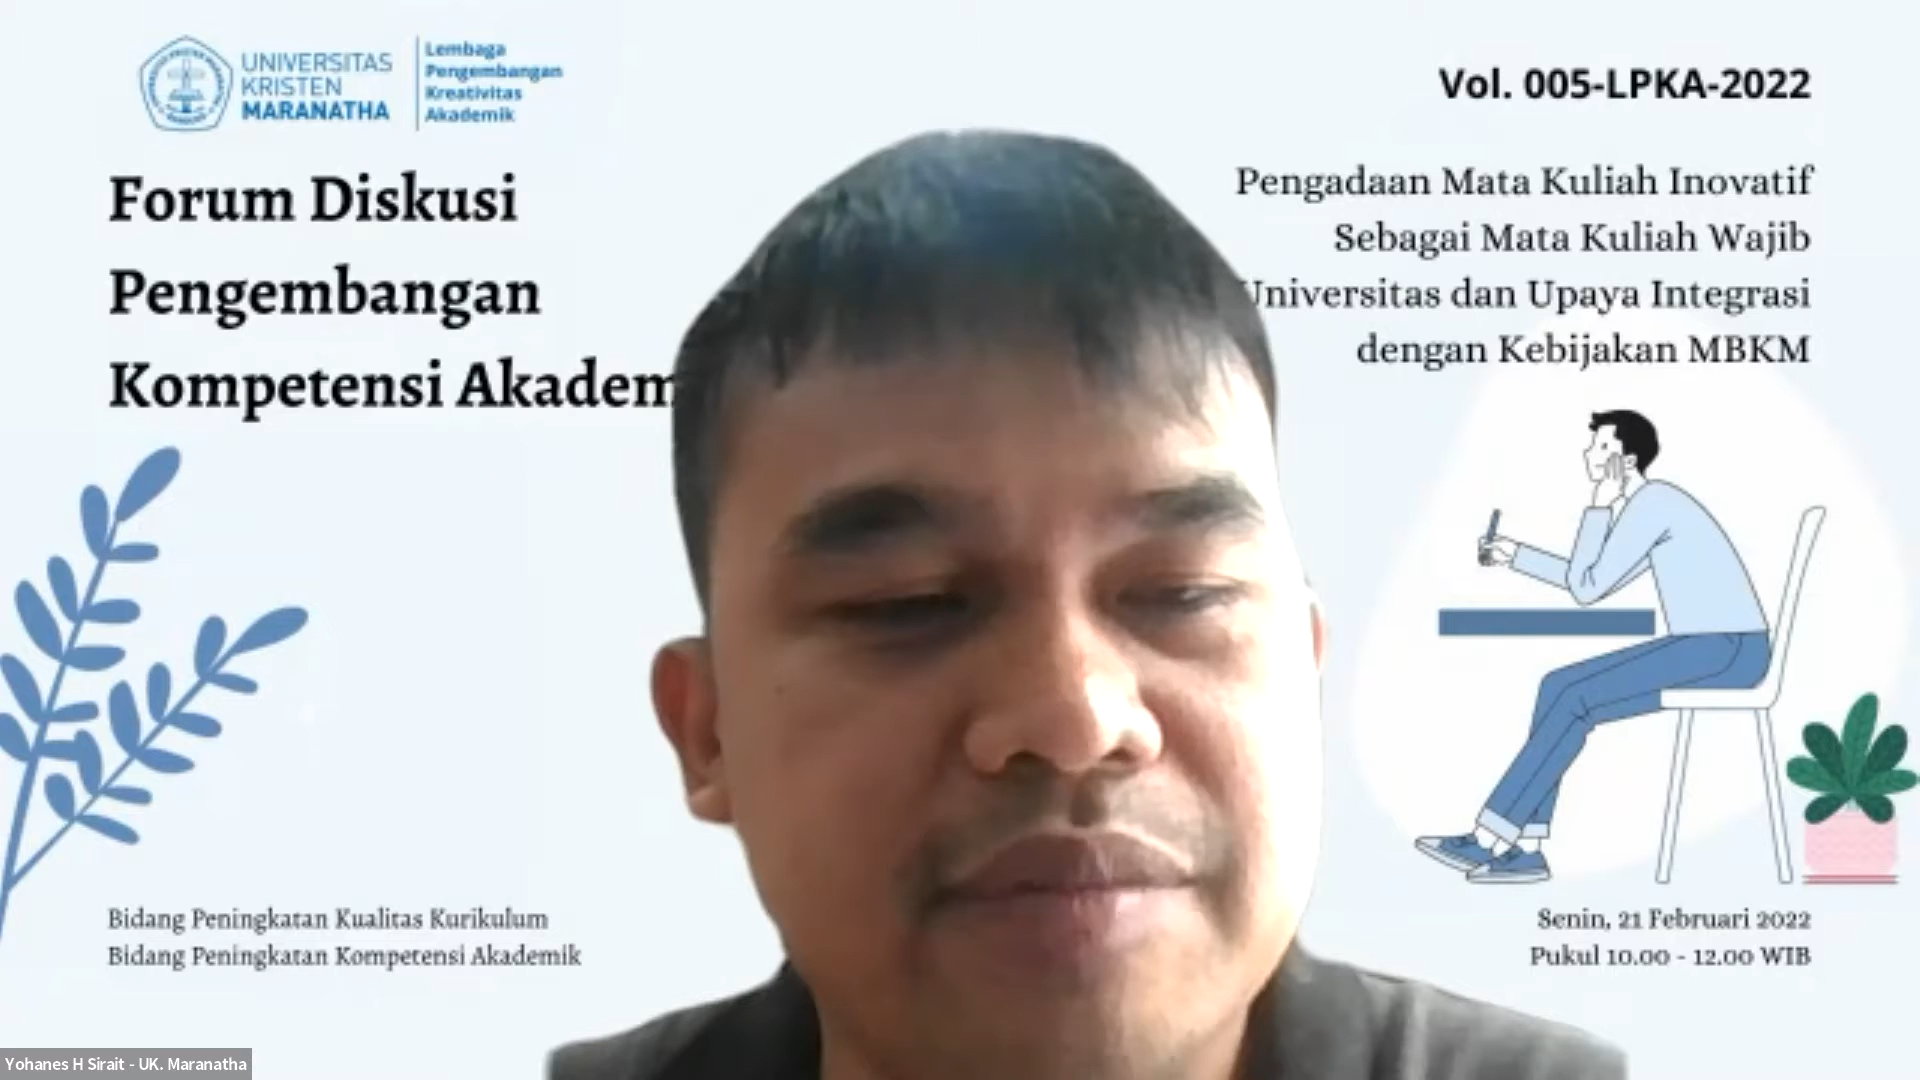 UNIVERSITAS
KRISTEN
MARANATHA
Lembaga
Pengembangan
Kreativitas
Akademik
Vol. 005-LPKA-2022
Forum Diskusi
Pengembangan
Kompetensi Akadem
Pengadaan Mata Kuliah Inovatif
Sebagai Mata Kuliah Wajib
Universitas dan Upaya Integrasi
dengan Kebijakan MBKM
Bidang Peningkatan Kualitas Kurikulum
Bidang Peningkatan Kompetensi Akademik
Senin, 21 Februari 2022
Pukul 10.00 - 12.00 WIB
Yohanes H Sirait - UK. Maranatha